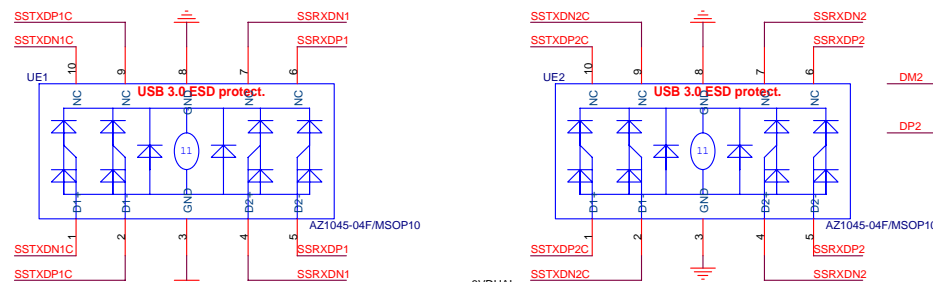 SSTXDP1C SSRXDN1 SSTXDN2C SSRXDN2
SSTXDN1C SSRXDP1 SSTXDP2C SSRXDP2
10 9 8 7 6 10 9 8 7 6
UE1 UE2
DM2
USB 3.0 ESD protect. USB 3.0 ESD protect.
NC NC GND NC NC NC NC GND NC NC
DP2
11 11
D1+ D1- GND D2+ D2- D1+ D1- GND D2+ D2-
AZ1045-04F/MSOP10 AZ1045-04F/MSOP10
1 2 3 4 5 1 2 3 4 5
SSTXDN1C SSRXDP1 SSTXDP2C SSRXDP2
SSTXDP1C SSRXDN1 SSTXDN2C SSRXDN2